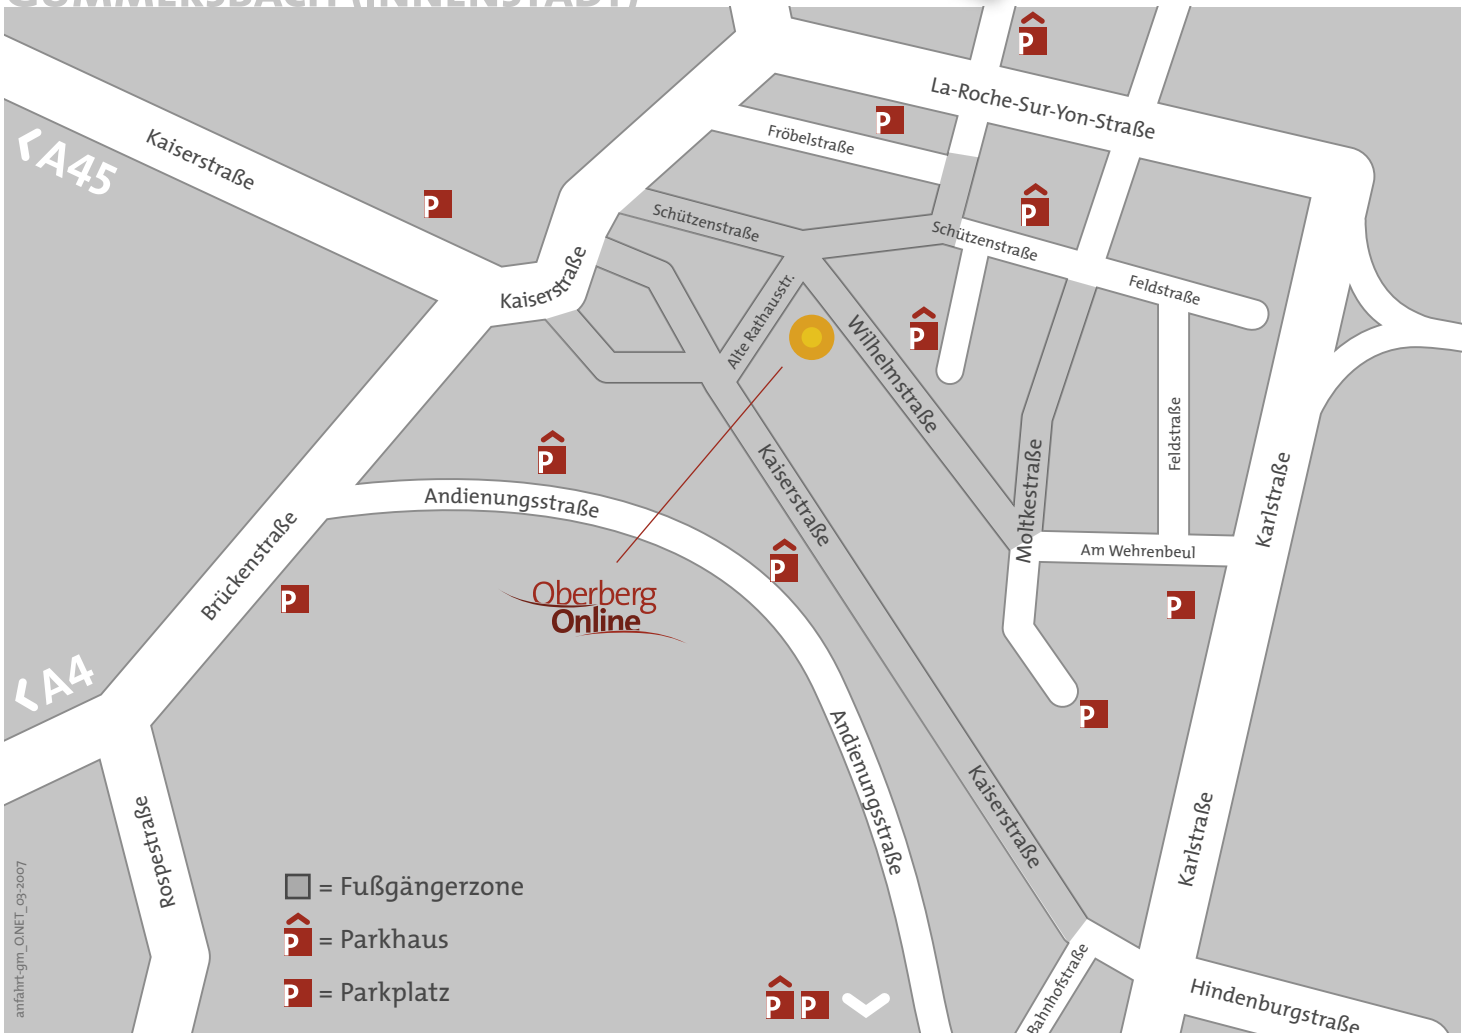 GUMMERSBACH (INNENSTADT)
P
La-Roche-Sur-Yon-Straße
P
Fröbelstraße
Kaiserstraße
A45
P
P
Schützenstraße
Schützenstraße
Kaiserstraße
Feldstraße
Alte Rathausstr.
Wilhelmstraße
P
Feldstraße
Kaiserstraße
Moltkestraße
Karlstraße
P
Andienungsstraße
Am Wehrenbeul
Brückenstraße
P
P
P
Oberberg
Online
A4
P
Andienungsstraße
Kaiserstraße
Karlstraße
Rospestraße
anfahrt-gm_O.NET_03-2007
= Fußgängerzone
P = Parkhaus
P = Parkplatz
P P
Bahnhofstraße
Hindenburgstraße